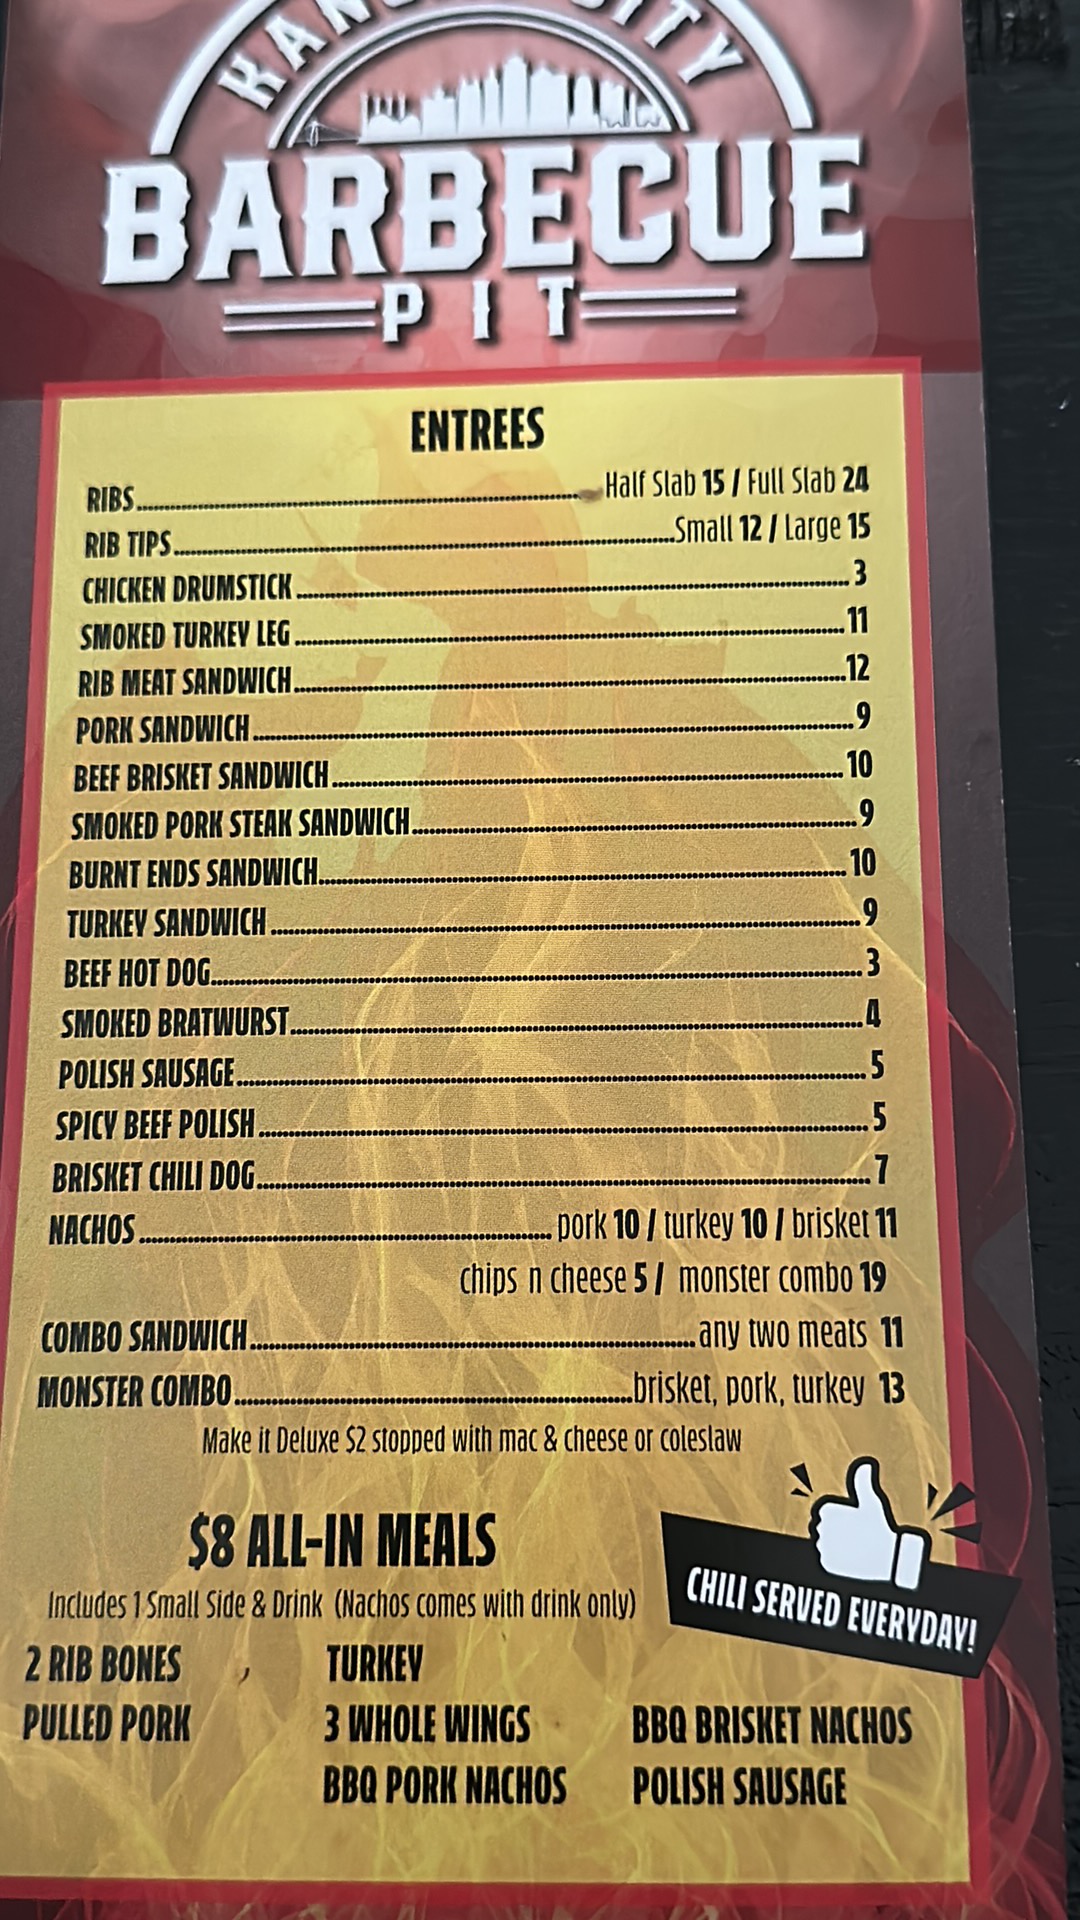 BARBECUE
PIT
ENTREES
RIBS Half Slab 15 / Full Slab 24
RIB TIPS Small 12 / Large 15
CHICKEN DRUMSTICK 3
SMOKED TURKEY LEG 11
RIB MEAT SANDWICH 12
PORK SANDWICH 9
BEEF BRISKET SANDWICH 10
SMOKED PORK STEAK SANDWICH 9
BURNT ENDS SANDWICH 10
TURKEY SANDWICH 9
BEEF HOT DOG 3
SMOKED BRATWURST 4
POLISH SAUSAGE 5
SPICY BEEF POLISH 5
BRISKET CHILI DOG 7
NACHOS pork 10 / turkey 10 / brisket 11
chips n cheese 5 / monster combo 19
COMBO SANDWICH any two meats 11
MONSTER COMBO brisket, pork, turkey 13
Make it Deluxe $2 stopped with mac & cheese or coleslaw
$8 ALL-IN MEALS
Includes 1 Small Side & Drink (Nachos comes with drink only)
CHILI SERVED EVERYDAY!
2 RIB BONES TURKEY
PULLED PORK 3 WHOLE WINGS BBQ BRISKET NACHOS
BBQ PORK NACHOS POLISH SAUSAGE